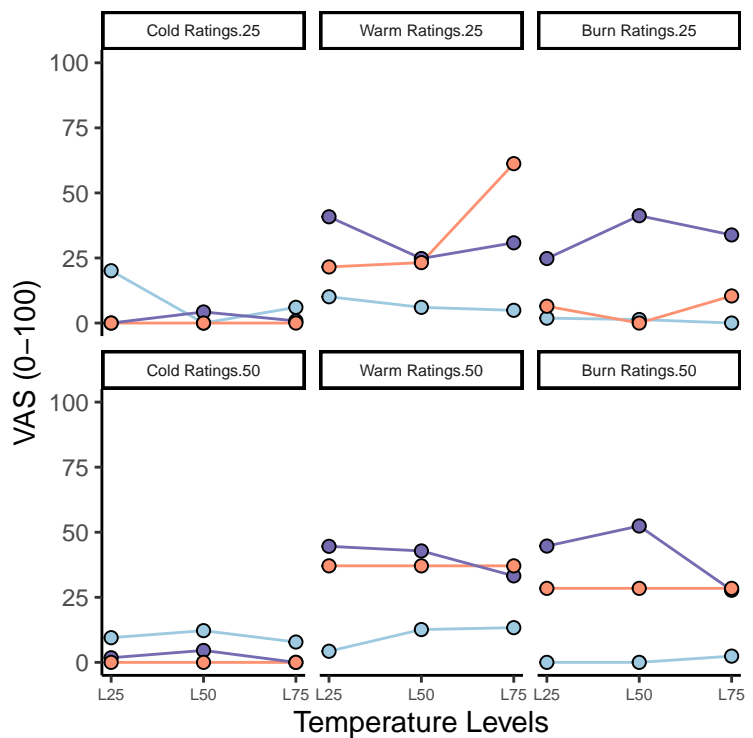 Cold Ratings.25
Warm Ratings.25
Burn Ratings.25
100
75
50
25
0
Cold Ratings.50
Warm Ratings.50
Burn Ratings.50
100
75
50
25
0
VAS (0−100)
L25 L50 L75
L25 L50 L75
L25 L50 L75
Temperature Levels